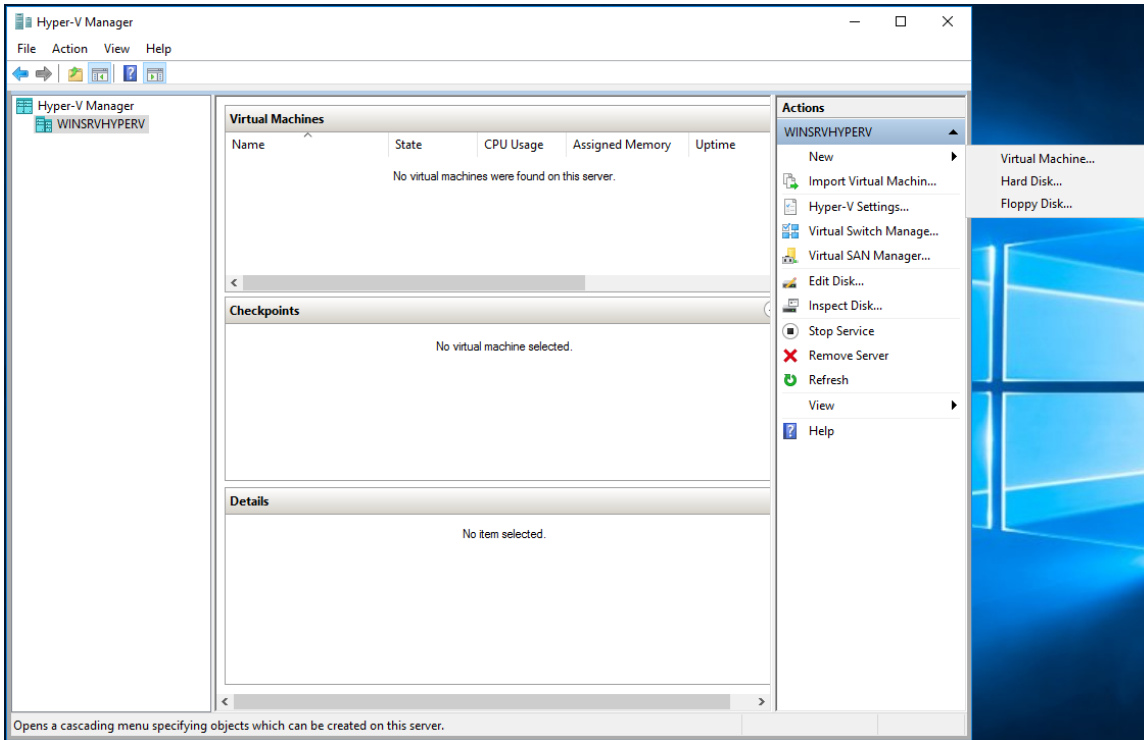 Hyper-V Manager
File Action View Help
Hyper-V Manager
WINSRVHYPERV
Virtual Machines
Name State CPU Usage Assigned Memory Uptime
No virtual machines were found on this server.
Checkpoints
No virtual machine selected.
Details
No item selected.
Actions
WINSRVHYPERV
New
Import Virtual Machin...
Hyper-V Settings...
Virtual Switch Manage...
Virtual SAN Manager...
Edit Disk...
Inspect Disk...
Stop Service
Remove Server
Refresh
View
Help
Virtual Machine...
Hard Disk...
Floppy Disk...
Opens a cascading menu specifying objects which can be created on this server.